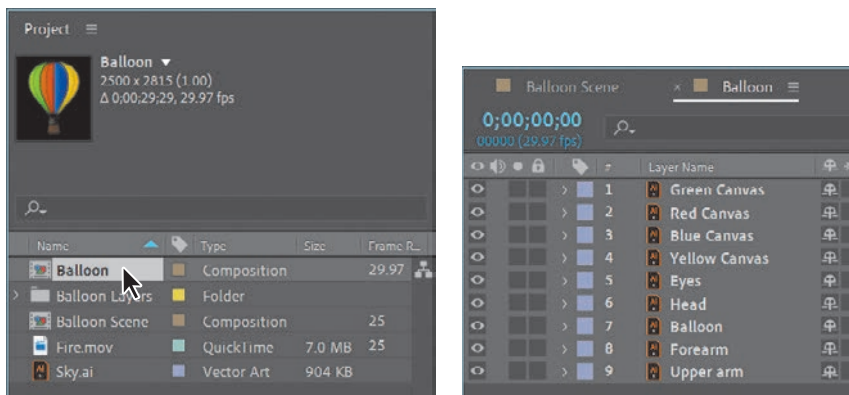 Project
Balloon
2500 x 2815 (1.00)
Δ 0;00;29;29, 29.97 fps
Name Type Size Frame R...
Balloon Composition 29.97
Balloon Layers Folder
Balloon Scene Composition 25
Fire.mov QuickTime 7.0 MB 25
Sky.ai Vector Art 904 KB
Balloon Scene × Balloon
0;00;00;00
00000 (29.97 fps)
# Layer Name
1 Green Canvas
2 Red Canvas
3 Blue Canvas
4 Yellow Canvas
5 Eyes
6 Head
7 Balloon
8 Forearm
9 Upper arm